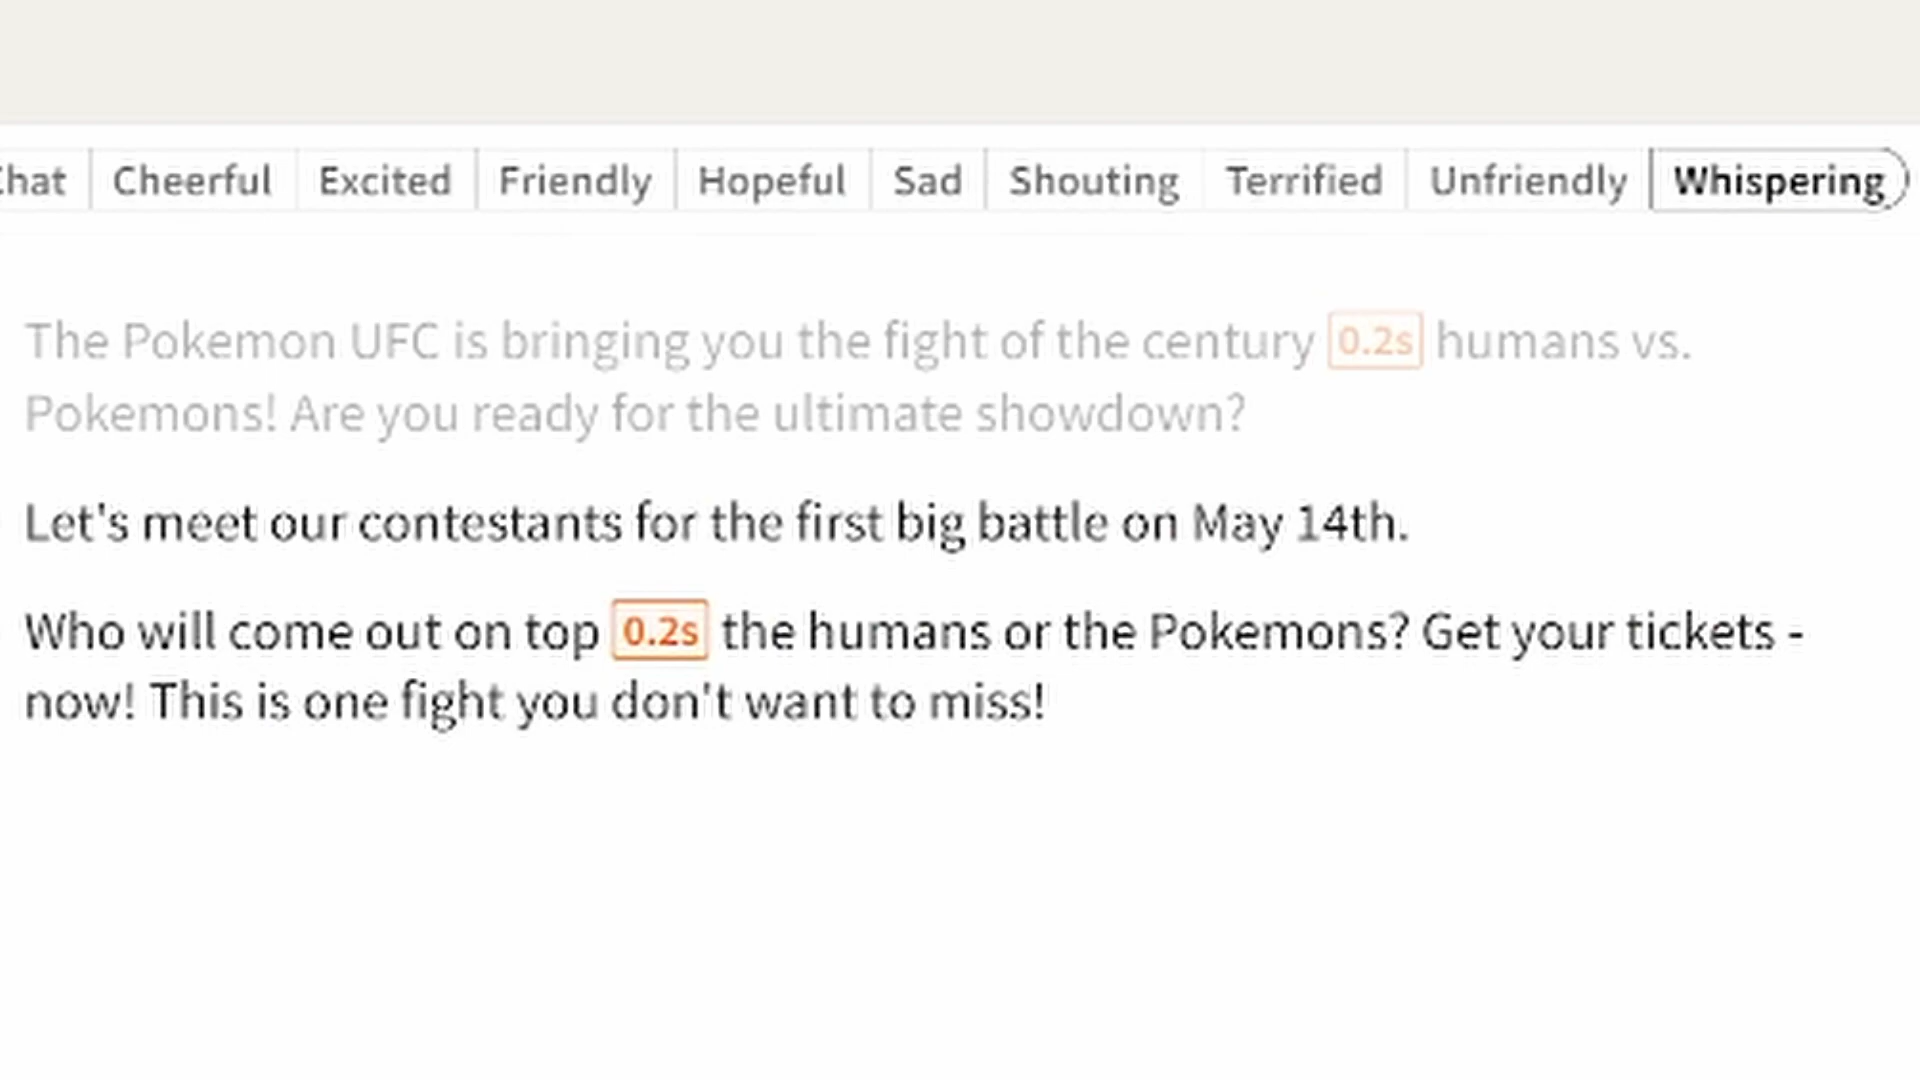 Chat Cheerful Excited Friendly Hopeful Sad Shouting Terrified Unfriendly Whispering
The Pokemon UFC is bringing you the fight of the century 0.2s humans vs.
Pokemons! Are you ready for the ultimate showdown?
Let's meet our contestants for the first big battle on May 14th.
Who will come out on top 0.2s the humans or the Pokemons? Get your tickets -
now! This is one fight you don't want to miss!